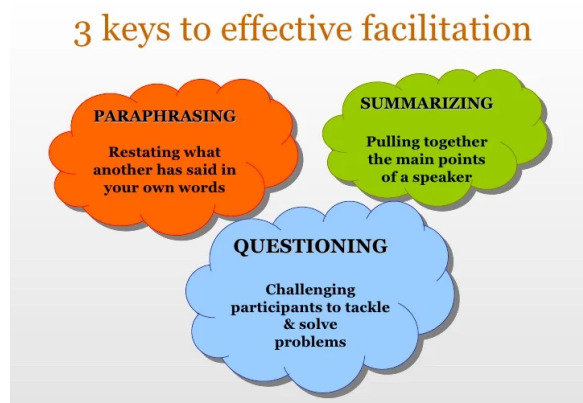 3 keys to effective facilitation
PARAPHRASING
Restating what
another has said in
your own words
SUMMARIZING
Pulling together
the main points
of a speaker
QUESTIONING
Challenging
participants to tackle
& solve
problems